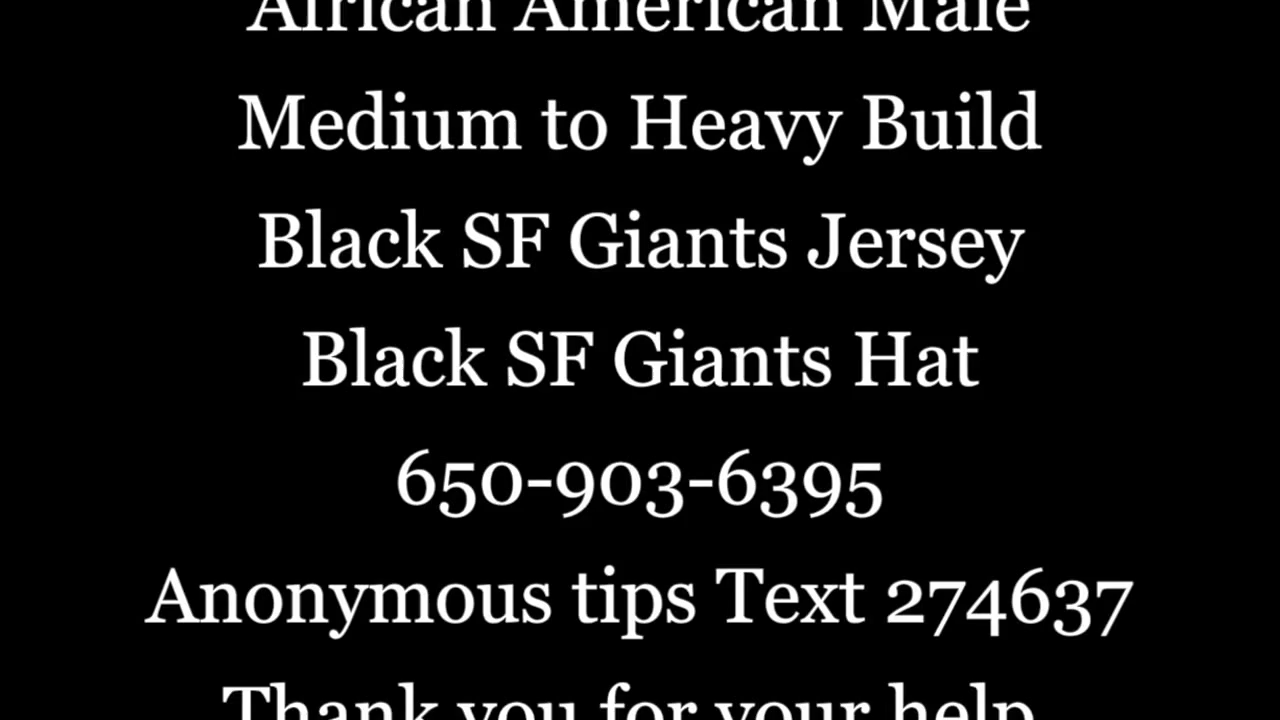 African American Male
Medium to Heavy Build
Black SF Giants Jersey
Black SF Giants Hat
650-903-6395
Anonymous tips Text 274637
Thank you for your help